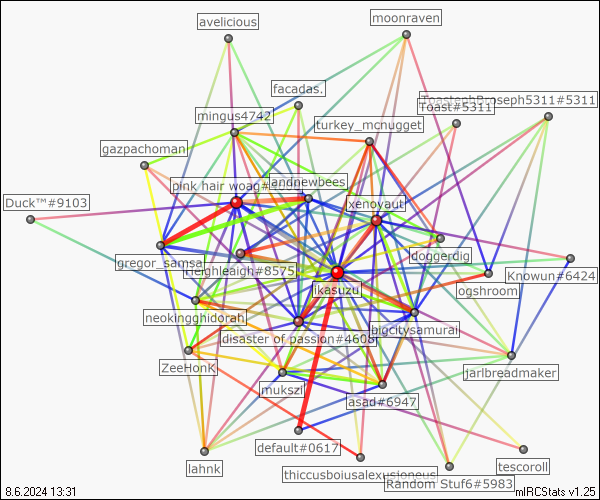 avelicious
moonraven
facadas.
ToastephBroseph5311#5311
Toast#5311
mingus4742
turkey_mcnugget
gazpachoman
pink hair woag
endnewbees
Duck™#9103
xenoyaut
doggerdig
gregor_samsa
Heighleaigh#8575
Knowun#6424
ikasuzu
ogshroom
neokingghidorah
bigcitysamurai
disaster of passion#4608
ZeeHonK
jarlbreadmaker
mukszi
asad#6947
default#0617
lahnk
thiccusboiusalexusjoneus
tescoroll
Random Stuf6#5983
8.6.2024 13:31
mIRCStats v1.25